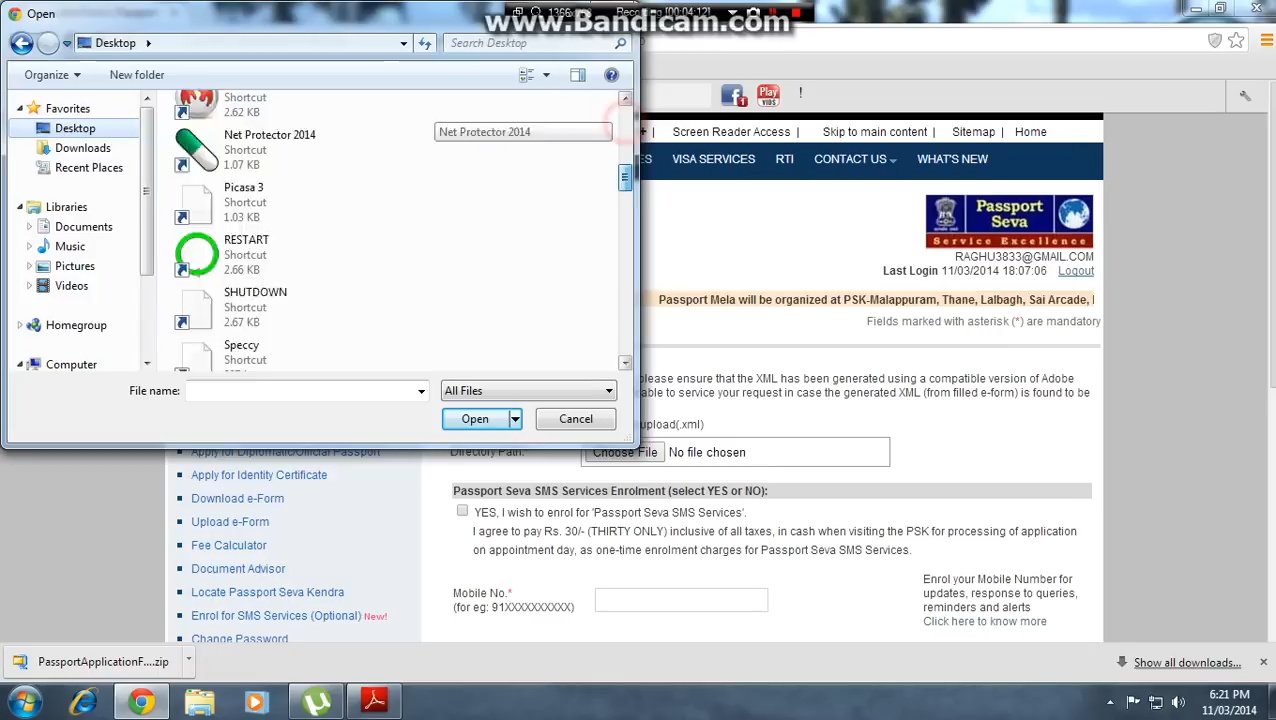 Open
1366x
Recording [00:04:12]
www.Bandicam.com
Desktop
Search Desktop
Organize
New folder
Favorites
Desktop
Downloads
Recent Places
Libraries
Documents
Music
Pictures
Videos
Homegroup
Computer
Shortcut
2.62 KB
Net Protector 2014
Shortcut
1.07 KB
Picasa 3
Shortcut
1.03 KB
RESTART
Shortcut
2.66 KB
SHUTDOWN
Shortcut
2.67 KB
Speccy
Shortcut
Net Protector 2014
File name:
All Files
Open
Cancel
1
Play
VIDS
!
| Screen Reader Access | Skip to main content | Sitemap | Home
ES VISA SERVICES RTI CONTACT US WHAT'S NEW
Passport
Seva
Service Excellence
RAGHU3833@GMAIL.COM
Last Login 11/03/2014 18:07:06 Logout
Passport Mela will be organized at PSK-Malappuram, Thane, Lalbagh, Sai Arcade,
Fields marked with asterisk (*) are mandatory
please ensure that the XML has been generated using a compatible version of Adobe
able to service your request in case the generated XML (from filled e-form) is found to be
upload(.xml)
Directory Path:
Choose File No file chosen
Apply for Diplomatic/Official Passport
Apply for Identity Certificate
Download e-Form
Upload e-Form
Fee Calculator
Document Advisor
Locate Passport Seva Kendra
Enrol for SMS Services (Optional) New!
Change Password
Passport Seva SMS Services Enrolment (select YES or NO):
YES, I wish to enrol for 'Passport Seva SMS Services'.
I agree to pay Rs. 30/- (THIRTY ONLY) inclusive of all taxes, in cash when visiting the PSK for processing of application
on appointment day, as one-time enrolment charges for Passport Seva SMS Services.
Mobile No.*
(for eg: 91XXXXXXXXXX)
Enrol your Mobile Number for
updates, response to queries,
reminders and alerts
Click here to know more
PassportApplicationF....zip
Show all downloads...
6:21 PM
11/03/2014